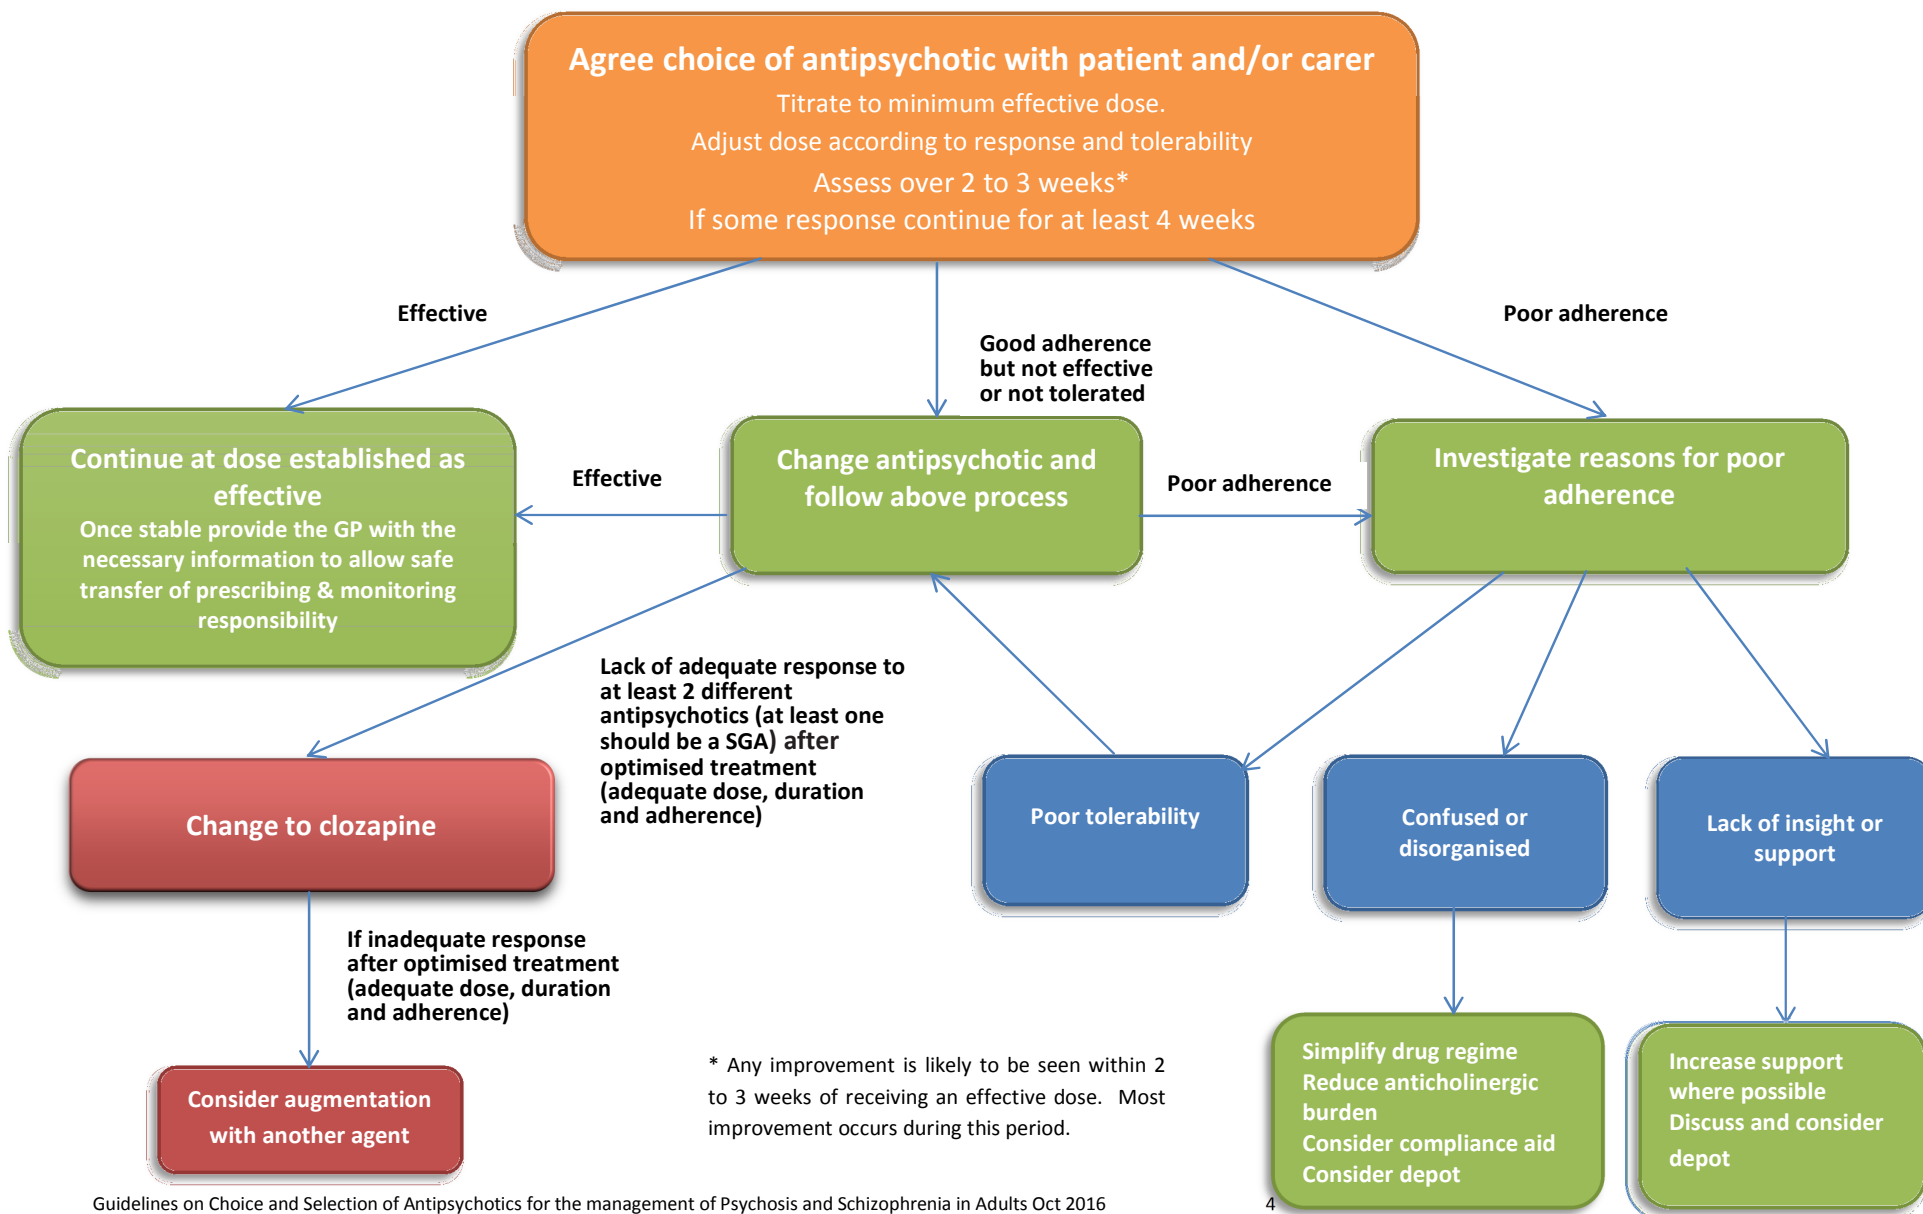 Agree choice of antipsychotic with patient and/or carer
Titrate to minimum effective dose.
Adjust dose according to response and tolerability
Assess over 2 to 3 weeks*
If some response continue for at least 4 weeks
Effective
Good adherence
but not effective
or not tolerated
Poor adherence
Continue at dose established as
effective
Once stable provide the GP with the
necessary information to allow safe
transfer of prescribing & monitoring
responsibility
Effective
Change antipsychotic and
follow above process
Poor adherence
Investigate reasons for poor
adherence
Lack of adequate response to
at least 2 different
antipsychotics (at least one
should be a SGA) after
optimised treatment
(adequate dose, duration
and adherence)
Change to clozapine
Poor tolerability
Confused or
disorganised
Lack of insight or
support
If inadequate response
after optimised treatment
(adequate dose, duration
and adherence)
Consider augmentation
with another agent
* Any improvement is likely to be seen within 2
to 3 weeks of receiving an effective dose. Most
improvement occurs during this period.
Simplify drug regime
Reduce anticholinergic
burden
Consider compliance aid
Consider depot
Increase support
where possible
Discuss and consider
depot
Guidelines on Choice and Selection of Antipsychotics for the management of Psychosis and Schizophrenia in Adults Oct 2016
4